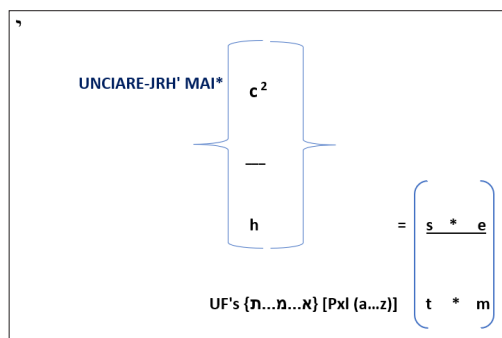 י
UNCIARE-JRH' MAI*
c²
—
h
= s * e
t * m
UF's {א...מ...ת} [Pxl (a...z)]